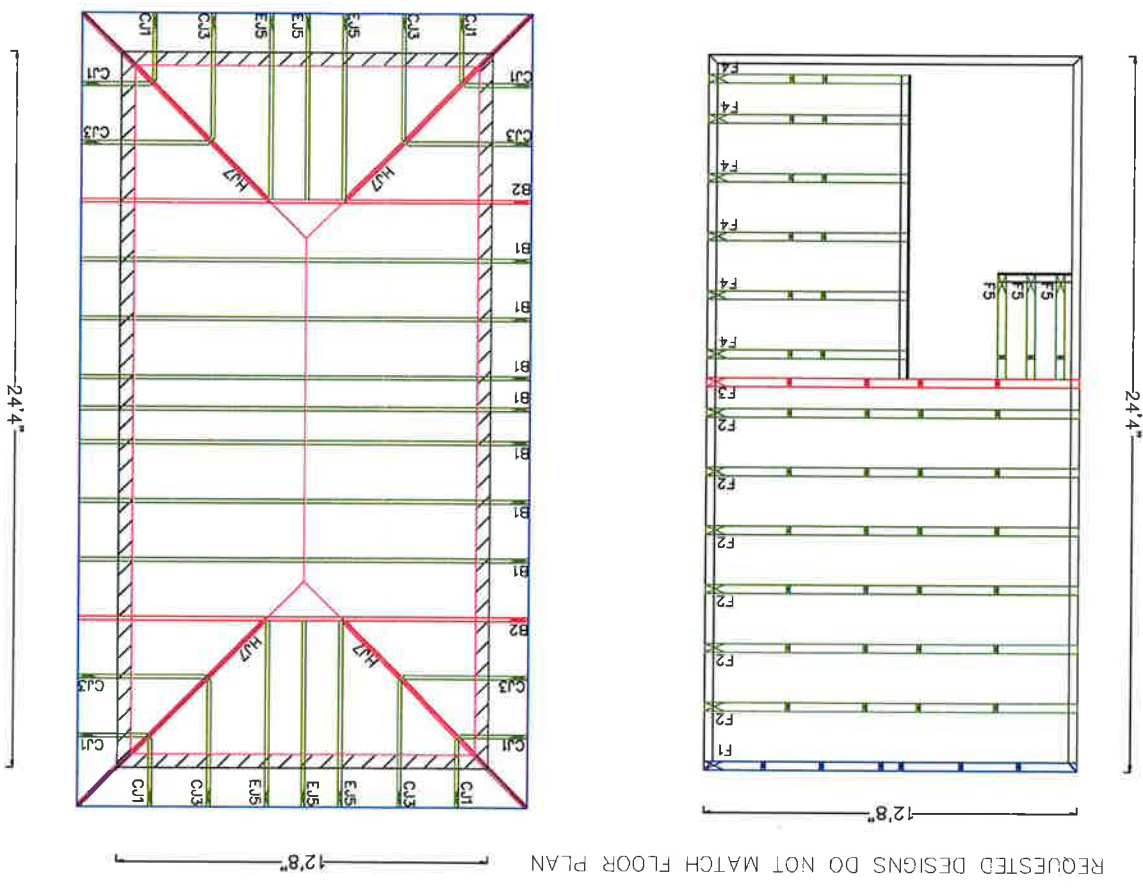 CJ1 CJ3 EJ5 EJ5 EJ5 CJ3 CJ1
CJ1 CJ1
CJ3 CJ3
HJ7 HJ7
B2
B1
B1
B1
B1
B1
B1
B1
B2
HJ7 HJ7
CJ3 CJ3
CJ1 CJ1
CJ1 CJ3 EJ5 EJ5 EJ5 CJ3 CJ1
24'4"
12'8"
F4
F4
F4
F4
F4
F4
F5 F5 F5
F3
F2
F2
F2
F2
F2
F2
F1
24'4"
12'8"
REQUESTED DESIGNS DO NOT MATCH FLOOR PLAN